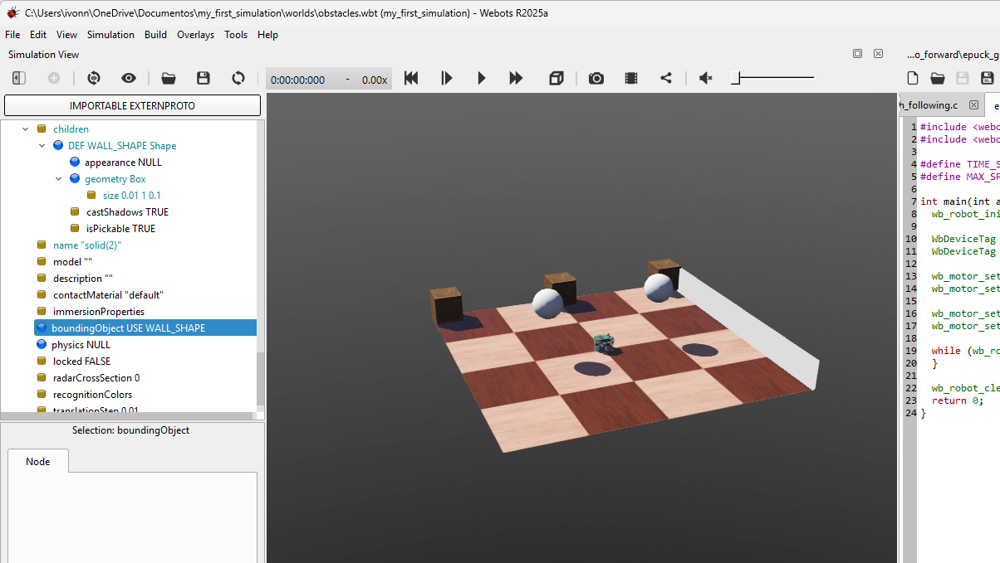 C:\Users\ivonn\OneDrive\Documentos\my_first_simulation\worlds\obstacles.wbt (my_first_simulation) - Webots R2025a
File Edit View Simulation Build Overlays Tools Help
Simulation View
...o_forward\epuck_g
0:00:00:000 - 0.00x
IMPORTABLE EXTERNPROTO
h_following.c
e
children
DEF WALL_SHAPE Shape
appearance NULL
geometry Box
size 0.01 1 0.1
castShadows TRUE
isPickable TRUE
name "solid(2)"
model ""
description ""
contactMaterial "default"
immersionProperties
boundingObject USE WALL_SHAPE
physics NULL
locked FALSE
radarCrossSection 0
recognitionColors
translationStep 0.01
Selection: boundingObject
Node
1 #include <webo
2 #include <webo
3
4 #define TIME_S
5 #define MAX_SP
6
7 int main(int a
8 wb_robot_ini
9
10 WbDeviceTag
11 WbDeviceTag
12
13 wb_motor_set
14 wb_motor_set
15
16 wb_motor_set
17 wb_motor_set
18
19 while (wb_ro
20 }
21
22 wb_robot_cle
23 return 0;
24 }